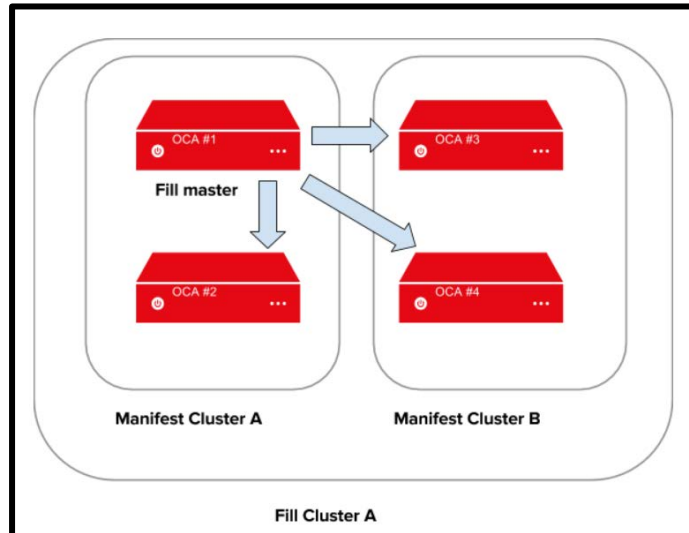 OCA #1
OCA #3
Fill master
OCA #2
OCA #4
Manifest Cluster A
Manifest Cluster B
Fill Cluster A